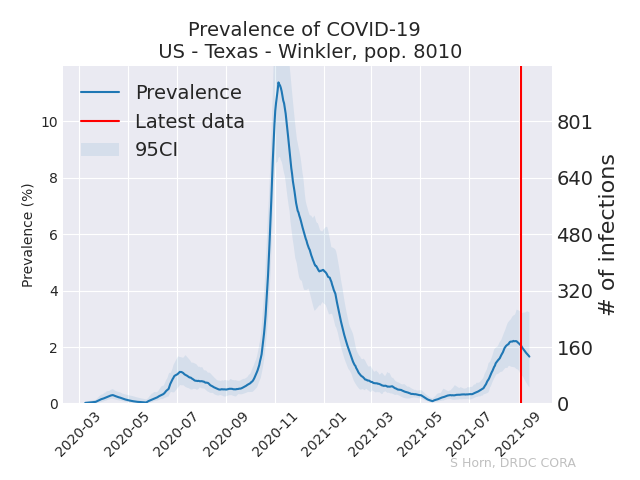 Prevalence of COVID-19
US - Texas - Winkler, pop. 8010
Prevalence
Latest data
95CI
Prevalence (%)
10
8
6
4
2
0
801
640
480
320
160
0
# of infections
2020-03
2020-05
2020-07
2020-09
2020-11
2021-01
2021-03
2021-05
2021-07
2021-09
S Horn, DRDC CORA